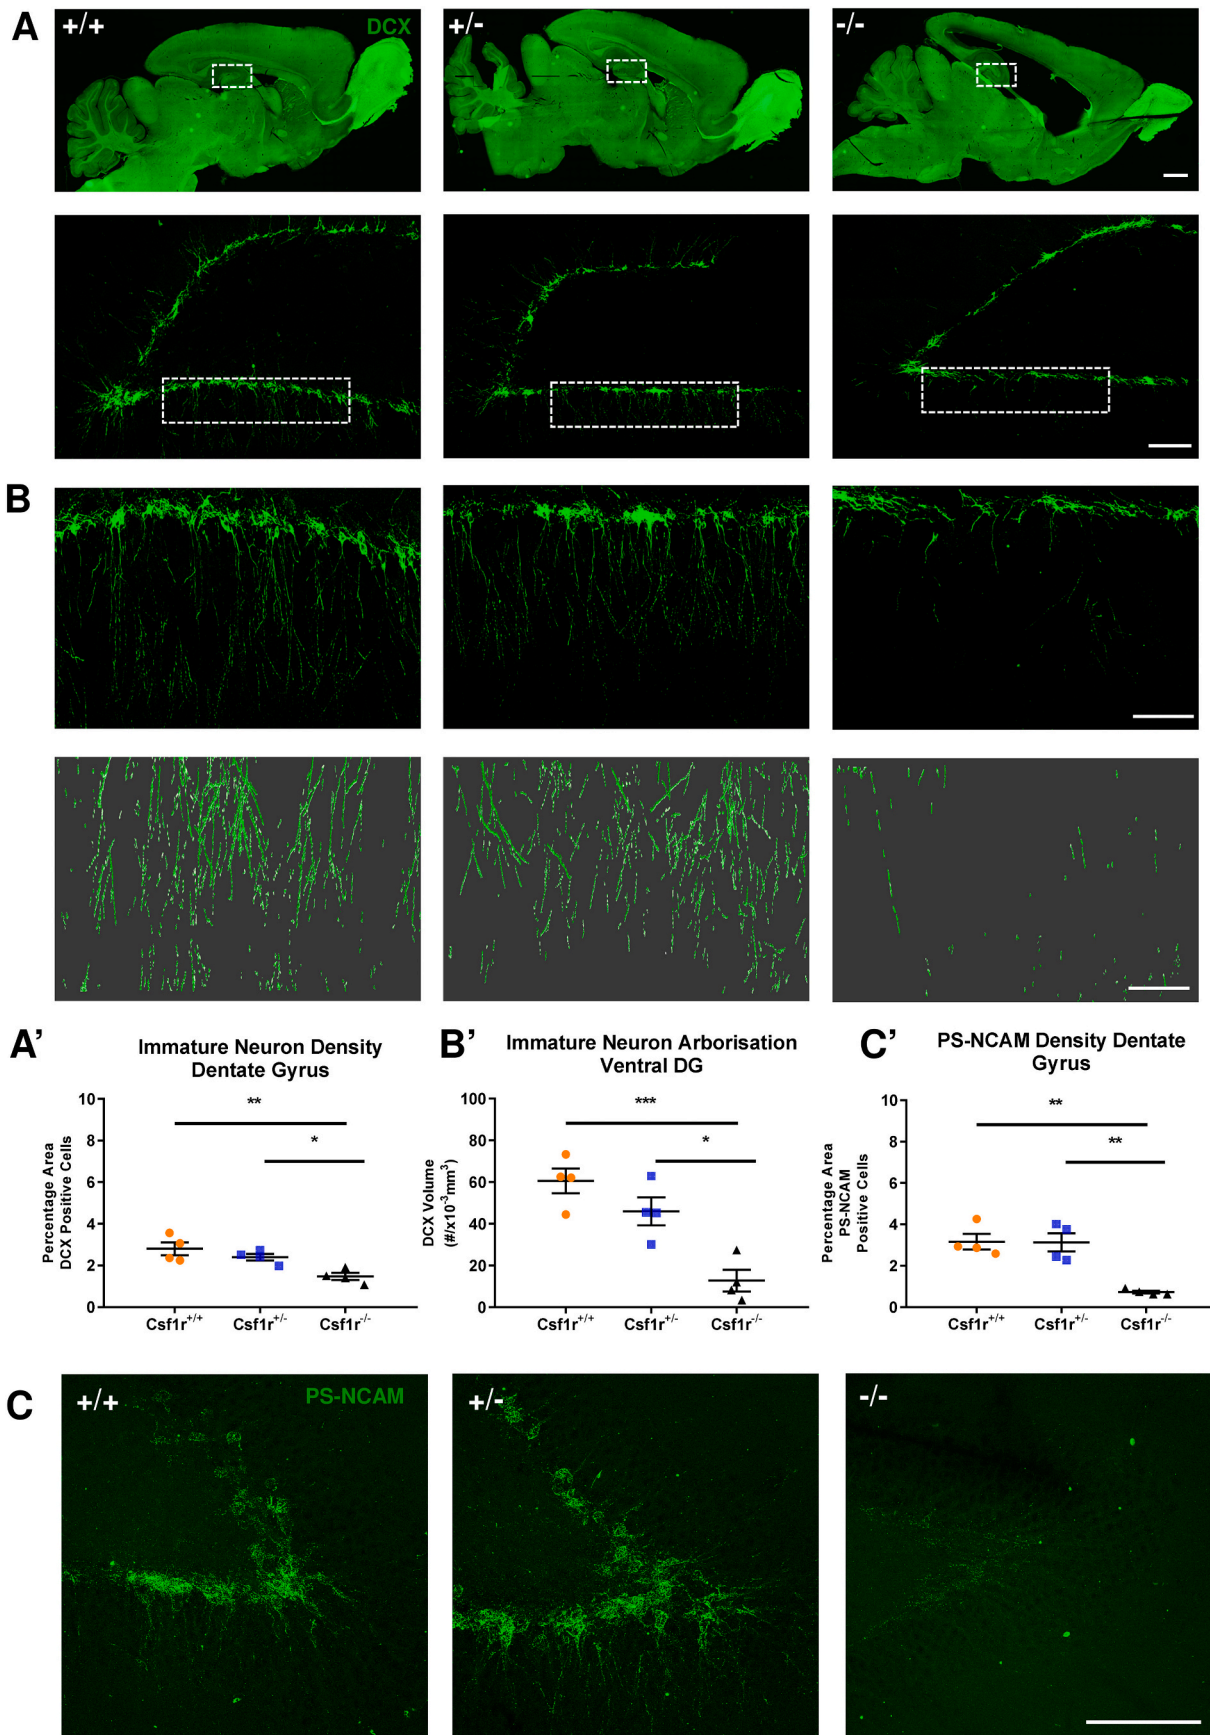 A
+/+
DCX
+/-
-/-
B
A’
Immature Neuron Density
Dentate Gyrus
Percentage Area
DCX Positive Cells
10
8
6
4
2
0
**
*
Csf1r+/+
Csf1r+/-
Csf1r-/-
B’
Immature Neuron Arborisation
Ventral DG
DCX Volume
(#/x10-3mm3)
100
80
60
40
20
0
***
*
Csf1r+/+
Csf1r+/-
Csf1r-/-
C’
PS-NCAM Density Dentate
Gyrus
Percentage Area
PS-NCAM
Positive Cells
10
8
6
4
2
0
**
**
Csf1r+/+
Csf1r+/-
Csf1r-/-
C
+/+
PS-NCAM
+/-
-/-